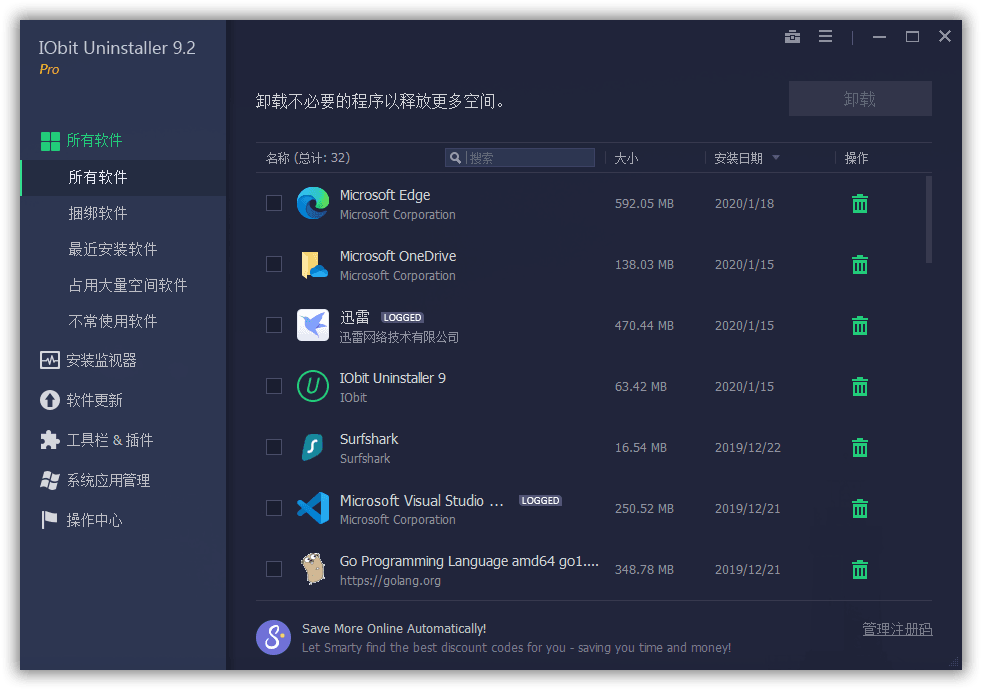 IObit Uninstaller 9.2
Pro
所有软件
所有软件
捆绑软件
最近安装软件
占用大量空间软件
不常使用软件
安装监视器
软件更新
工具栏 & 插件
系统应用管理
操作中心
卸载不必要的程序以释放更多空间。
卸载
名称 (总计: 32) 搜索 大小 安装日期 操作
Microsoft Edge
Microsoft Corporation
592.05 MB 2020/1/18
Microsoft OneDrive
Microsoft Corporation
138.03 MB 2020/1/15
迅雷 LOGGED
迅雷网络技术有限公司
470.44 MB 2020/1/15
IObit Uninstaller 9
IObit
63.42 MB 2020/1/15
Surfshark
Surfshark
16.54 MB 2019/12/22
Microsoft Visual Studio ... LOGGED
Microsoft Corporation
250.52 MB 2019/12/21
Go Programming Language amd64 go1....
https://golang.org
348.78 MB 2019/12/21
Save More Online Automatically!
Let Smarty find the best discount codes for you - saving you time and money!
管理注册码